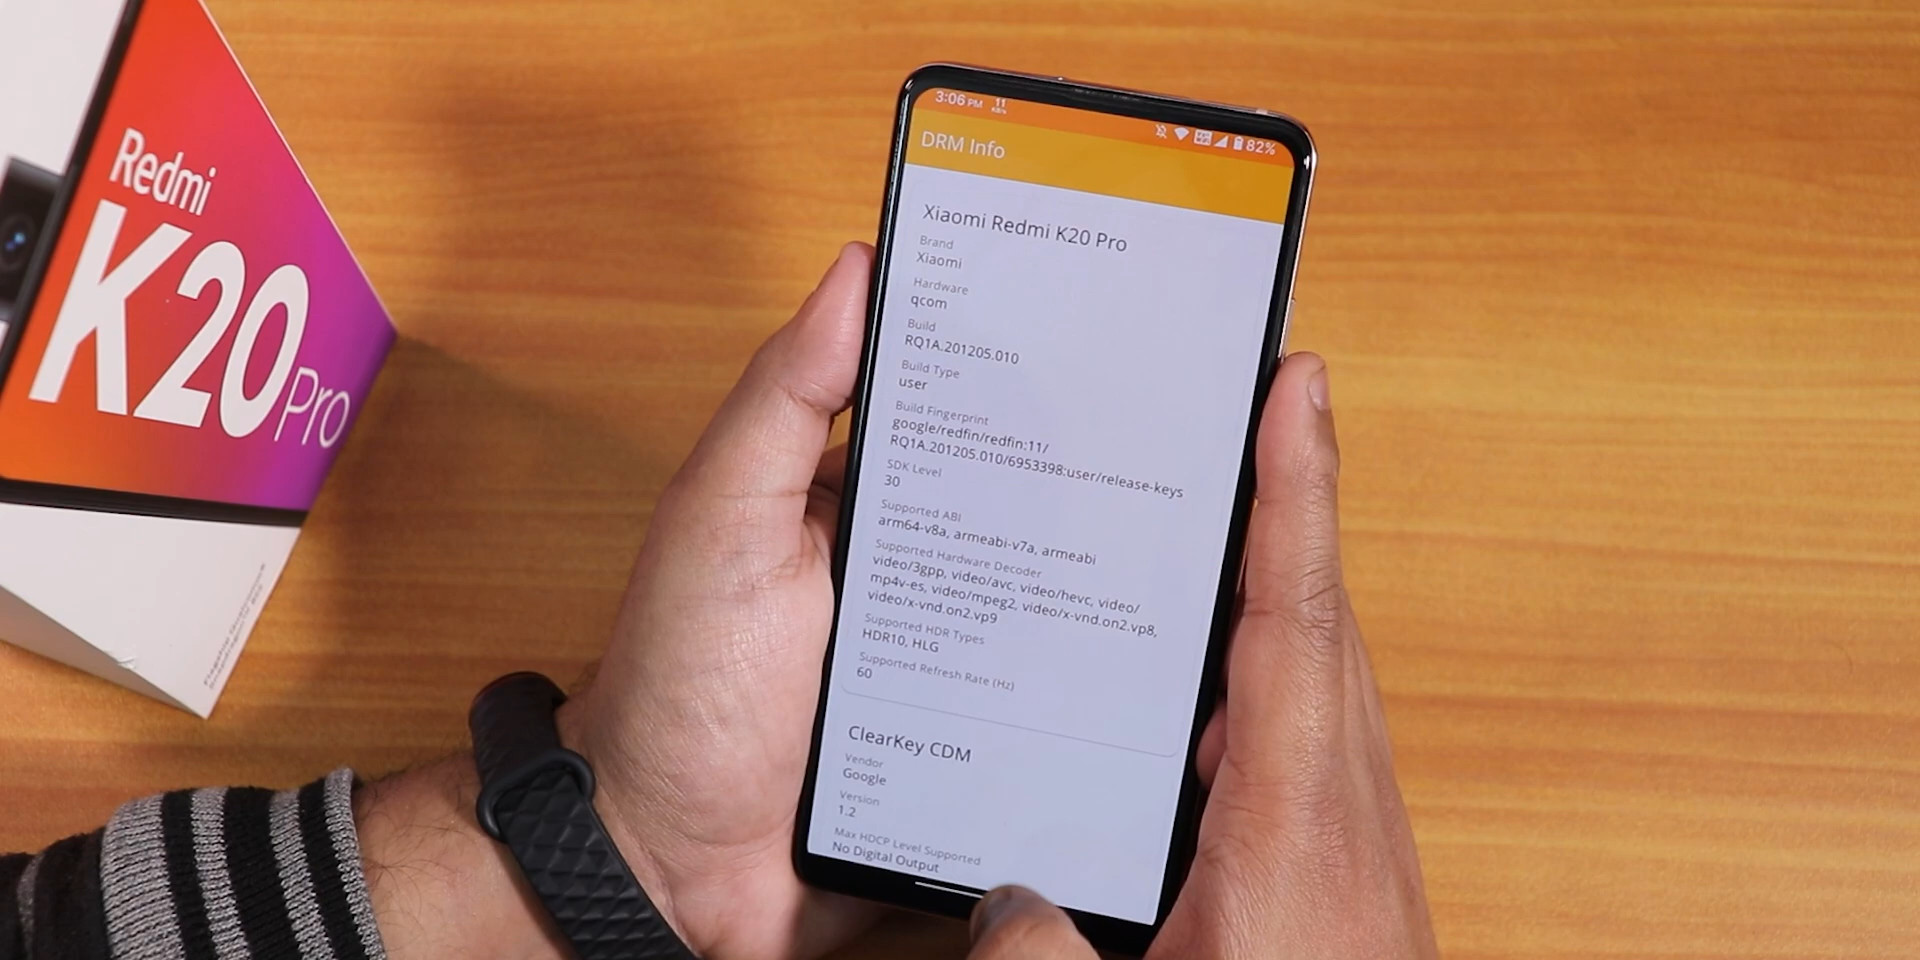 Redmi
K20 Pro
3:06 PM 11 82%
KB/s
DRM Info
Xiaomi Redmi K20 Pro
Brand
Xiaomi
Hardware
qcom
Build
RQ1A.201205.010
Build Type
user
Build Fingerprint
google/redfin/redfin:11/
RQ1A.201205.010/6953398:user/release-keys
SDK Level
30
Supported ABI
arm64-v8a, armeabi-v7a, armeabi
Supported Hardware Decoder
video/3gpp, video/avc, video/hevc, video/
mp4v-es, video/mpeg2, video/x-vnd.on2.vp8,
video/x-vnd.on2.vp9
Supported HDR Types
HDR10, HLG
Supported Refresh Rate (Hz)
60
ClearKey CDM
Vendor
Google
Version
1.2
Max HDCP Level Supported
No Digital Output